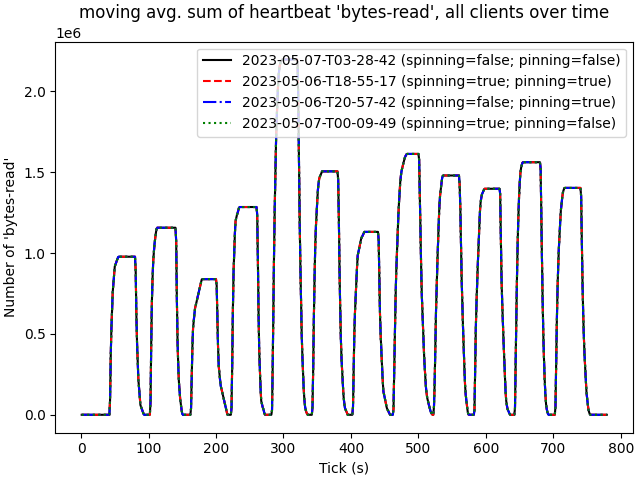 moving avg. sum of heartbeat 'bytes-read', all clients over time
1e6
2023-05-07-T03-28-42 (spinning=false; pinning=false)
2023-05-06-T18-55-17 (spinning=true; pinning=true)
2023-05-06-T20-57-42 (spinning=false; pinning=true)
2023-05-07-T00-09-49 (spinning=true; pinning=false)
Number of 'bytes-read'
2.0
1.5
1.0
0.5
0.0
0 100 200 300 400 500 600 700 800
Tick (s)